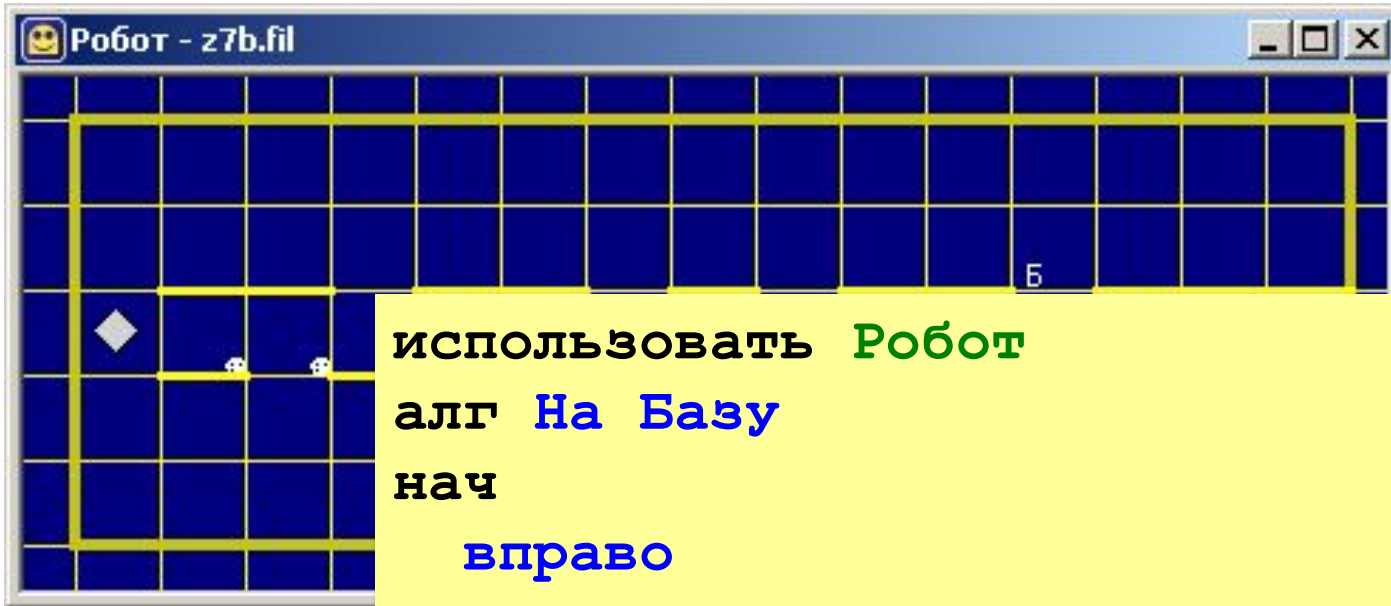 Робот - z7b.fil
Б
использовать Робот
алг На Базу
нач
вправо